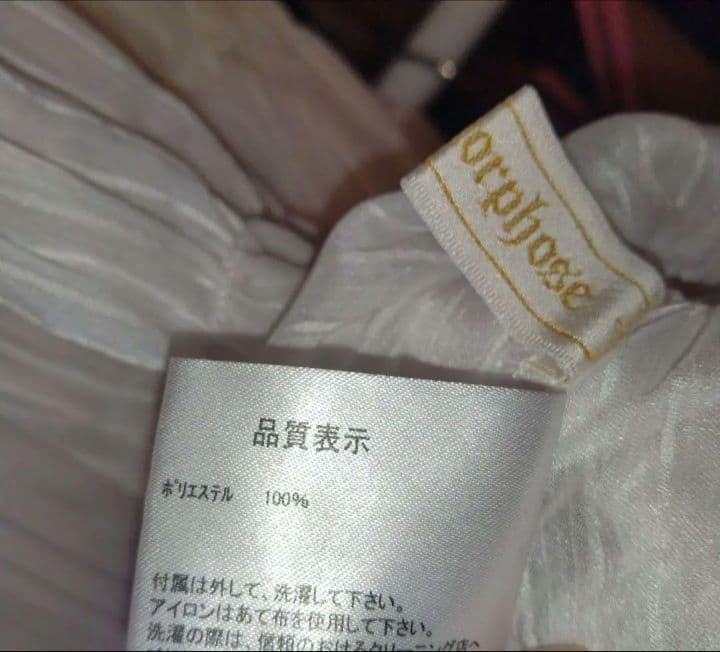 orphose
品質表示
ポリエステル 100%
付属は外して、洗濯して下さい。
アイロンはあて布を使用して下さい。
洗濯の際は、信頼のおけるクリーニング店へ